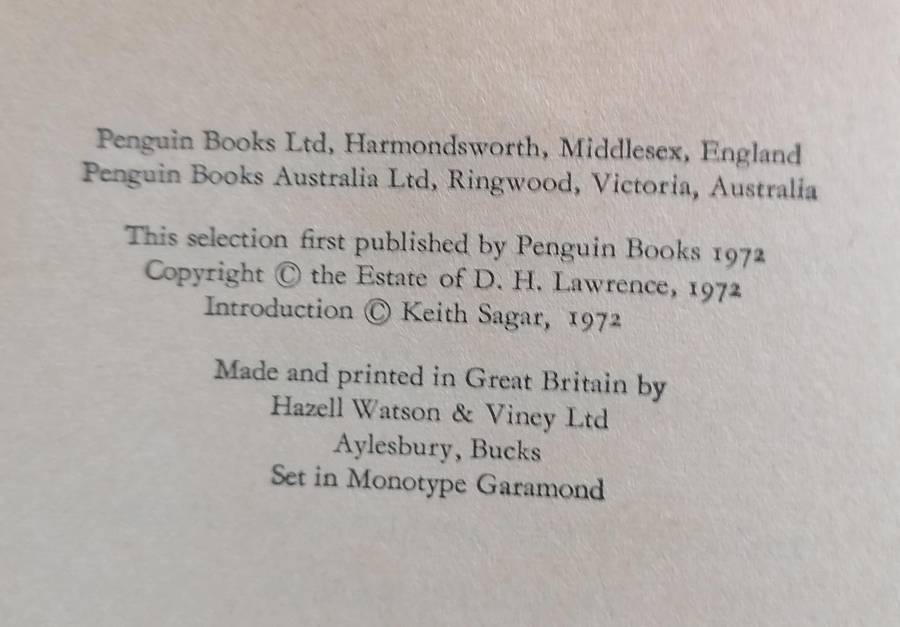 Penguin Books Ltd, Harmondsworth, Middlesex, England
Penguin Books Australia Ltd, Ringwood, Victoria, Australia
This selection first published by Penguin Books 1972
Copyright © the Estate of D. H. Lawrence, 1972
Introduction © Keith Sagar, 1972
Made and printed in Great Britain by
Hazell Watson & Viney Ltd
Aylesbury, Bucks
Set in Monotype Garamond